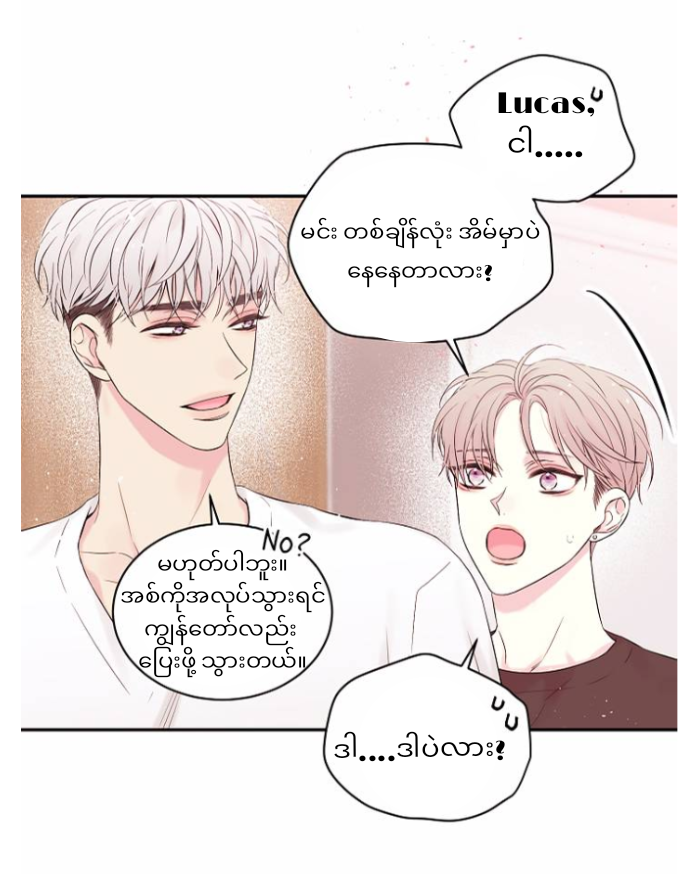 Lucas,
ငါ.....
မင်း တစ်ချိန်လုံး အိမ်မှာပဲ
နေနေတာလား?
No?
မဟုတ်ပါဘူး။
အစ်ကိုအလုပ်သွားရင်
ကျွန်တော်လည်း
ပြေးဖို့ သွားတယ်။
ဒါ....ဒါပဲလား?